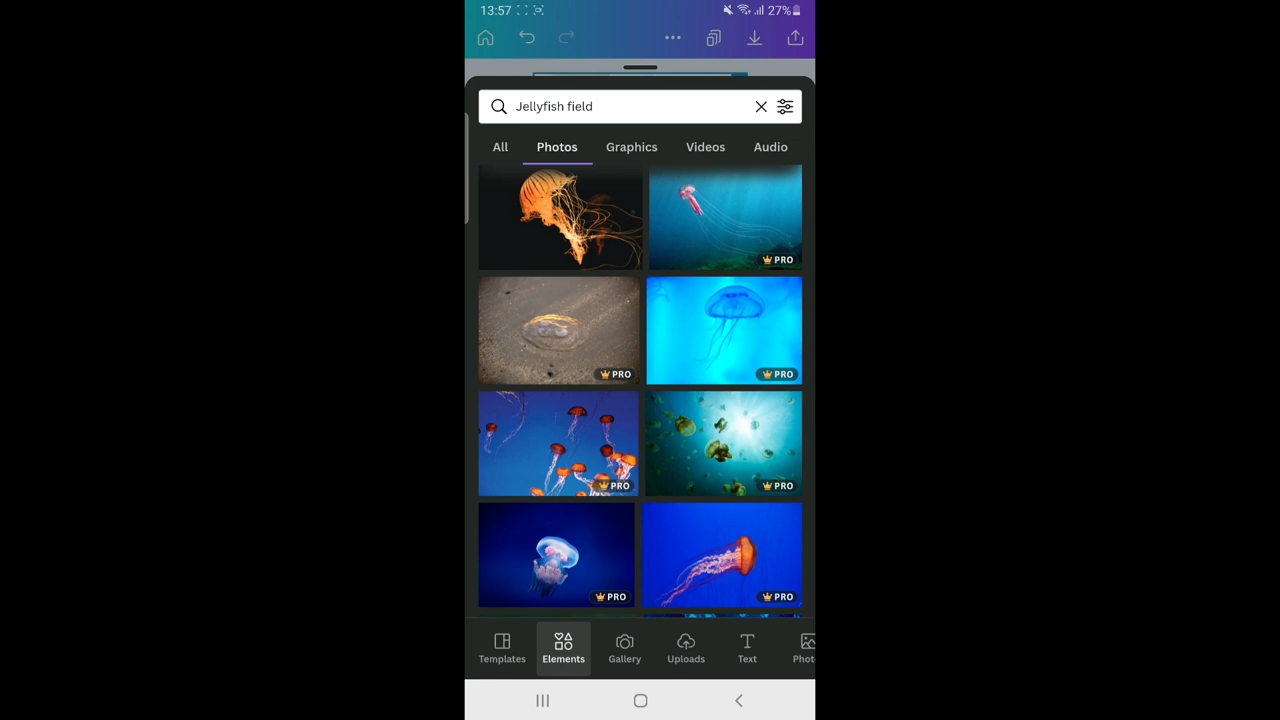 13:57
27%
Jellyfish field
All Photos Graphics Videos Audio
PRO
PRO PRO
PRO PRO
PRO PRO
Templates Elements Gallery Uploads Text Phot